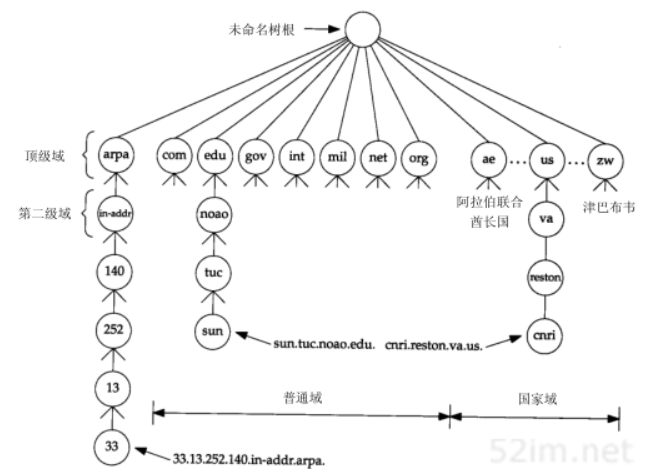 未命名树根
顶级域
arpa
com
edu
gov
int
mil
net
org
ae
...
us
...
zw
第二级域
in-addr
noao
阿拉伯联合
酋长国
va
津巴布韦
140
tuc
reston
252
sun
sun.tuc.noao.edu.
cnri.reston.va.us.
cnri
13
普通域
国家域
33
33.13.252.140.in-addr.arpa.
52im.net